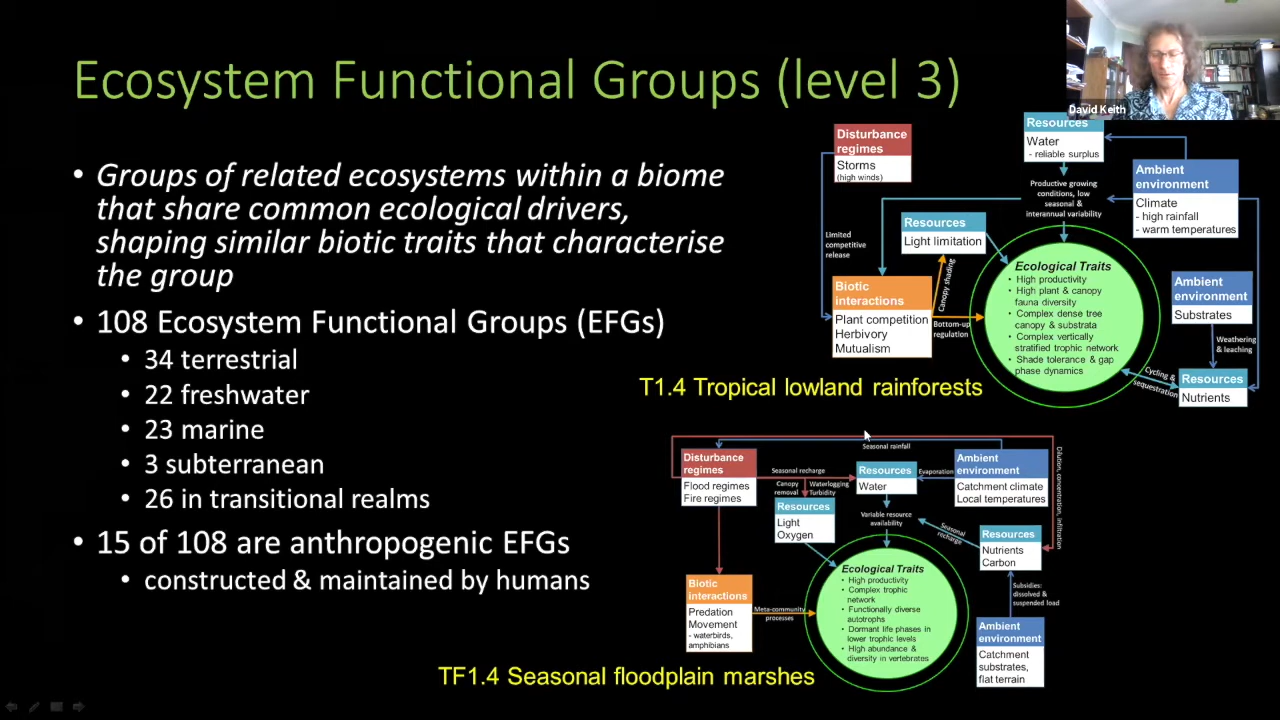 Ecosystem Functional Groups (level 3)
David Keith
• Groups of related ecosystems within a biome
that share common ecological drivers,
shaping similar biotic traits that characterise
the group
• 108 Ecosystem Functional Groups (EFGs)
• 34 terrestrial
• 22 freshwater
• 23 marine
• 3 subterranean
• 26 in transitional realms
• 15 of 108 are anthropogenic EFGs
• constructed & maintained by humans
Disturbance
regimes
Storms
(high winds)
Resources
Water
- reliable surplus
Ambient
environment
Climate
- high rainfall
- warm temperatures
Productive growing
conditions, low
seasonal &
interannual variability
Limited
competitive
release
Resources
Light limitation
Canopy shading
Biotic
interactions
Plant competition
Herbivory
Mutualism
Bottom-up
regulation
Ecological Traits
• High productivity
• High plant & canopy
fauna diversity
• Complex dense tree
canopy & substrata
• Complex vertically
stratified trophic network
• Shade tolerance & gap
phase dynamics
Ambient
environment
Substrates
Weathering
& leaching
Cycling &
sequestration
Resources
Nutrients
T1.4 Tropical lowland rainforests
Seasonal rainfall
Disturbance
regimes
Flood regimes
Fire regimes
Seasonal recharge
Canopy
removal
Waterlogging
Turbidity
Resources
Water
Evaporation
Ambient
environment
Catchment climate
Local temperatures
Dilution, concentration, infiltration
Resources
Light
Oxygen
Variable resource
availability
Seasonal
recharge
Resources
Nutrients
Carbon
Subsidies:
dissolved &
suspended load
Biotic
interactions
Predation
Movement
- waterbirds,
amphibians
Meta-community
processes
Ecological Traits
• High productivity
• Complex trophic
network
• Functionally diverse
autotrophs
• Dormant life phases in
lower trophic levels
• High abundance &
diversity in vertebrates
Ambient
environment
Catchment
substrates,
flat terrain
TF1.4 Seasonal floodplain marshes